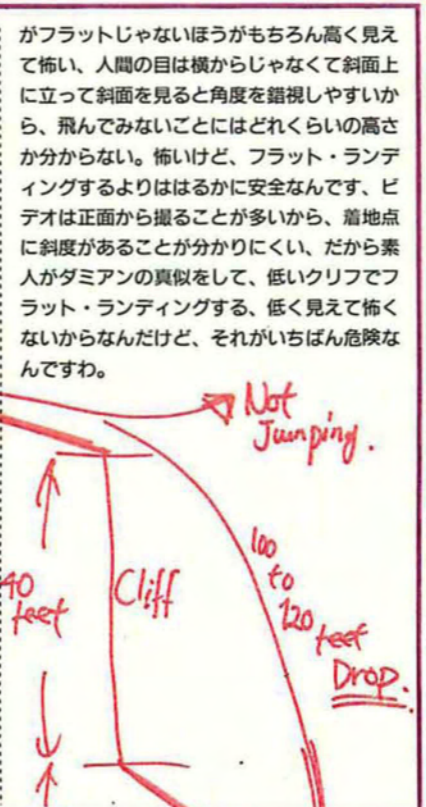 がフラットじゃないほうがもちろん高く見え
て怖い、人間の目は横からじゃなくて斜面上
に立って斜面を見ると角度を錯視しやすいか
ら、飛んでみないごとにはどれくらいの高さ
か分からない。怖いけど、フラット・ランデ
ィングするよりははるかに安全なんです、ビ
デオは正面から撮ることが多いから、着地点
に斜度があることが分かりにくい、だから素
人がダミアンの真似をして、低いクリフでフ
ラット・ランディングする、低く見えて怖く
ないからなんだけど、それがいちばん危険な
んですわ。
Not
Jumping.
100
to
120
feet
Drop.
40
feet
Cliff